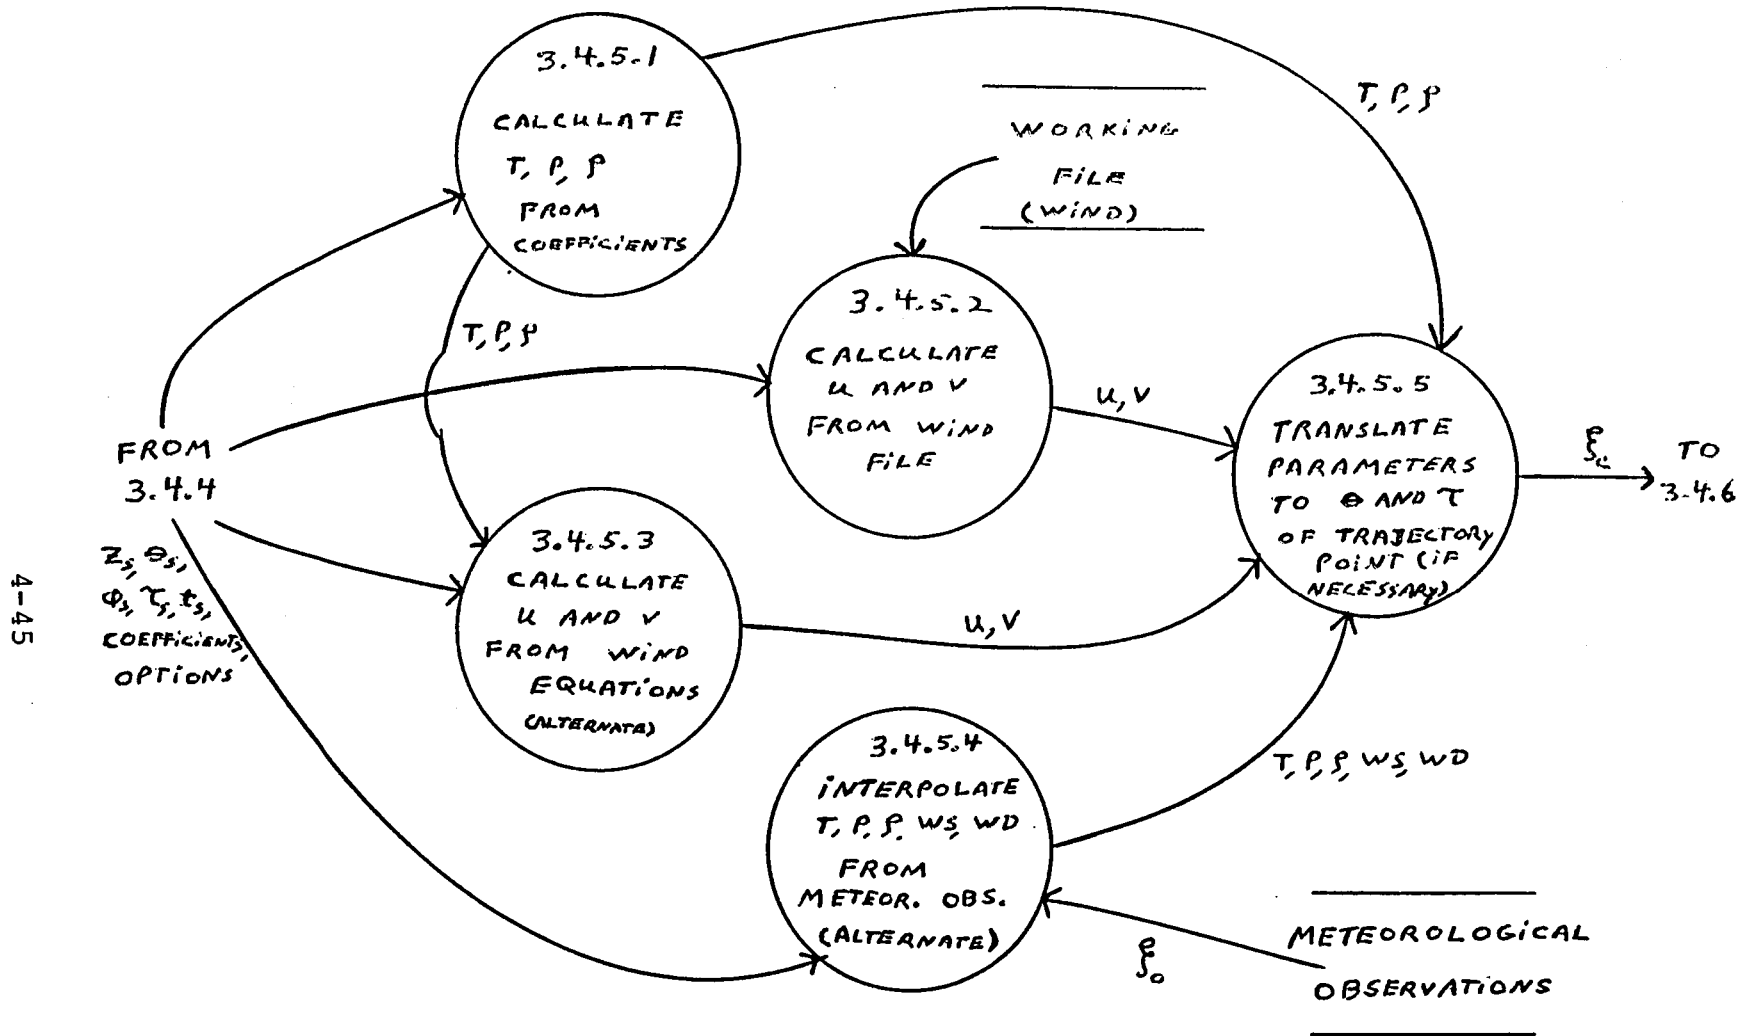 3.4.5.1
CALCULATE
T, P, ρ
FROM
COEFFICIENTS
T, P, ρ
WORKING
FILE
(WIND)
T, P, ρ
3.4.5.2
CALCULATE
U AND V
FROM WIND
FILE
U, V
3.4.5.5
TRANSLATE
PARAMETERS
TO θ AND τ
OF TRAJECTORY
POINT (IF
NECESSARY)
ξi
TO
3.4.6
FROM
3.4.4
Zs, θs,
φs, τs, ts,
COEFFICIENTS,
OPTIONS
3.4.5.3
CALCULATE
U AND V
FROM WIND
EQUATIONS
(ALTERNATE)
U, V
3.4.5.4
INTERPOLATE
T, P, ρ, WS, WD
FROM
METEOR. OBS.
(ALTERNATE)
T, P, ρ, WS, WD
ξo
METEOROLOGICAL
OBSERVATIONS
4-45